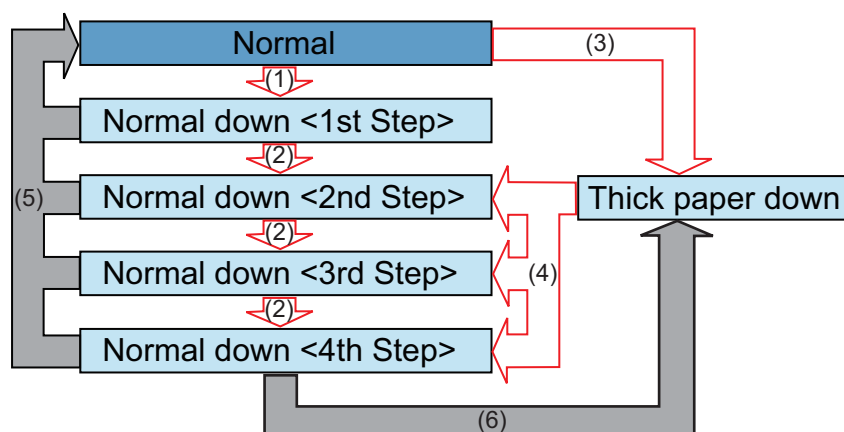 Normal
(3)
(1)
Normal down <1st Step>
(2)
(5)
Normal down <2nd Step>
Thick paper down
(2)
Normal down <3rd Step>
(4)
(2)
Normal down <4th Step>
(6)